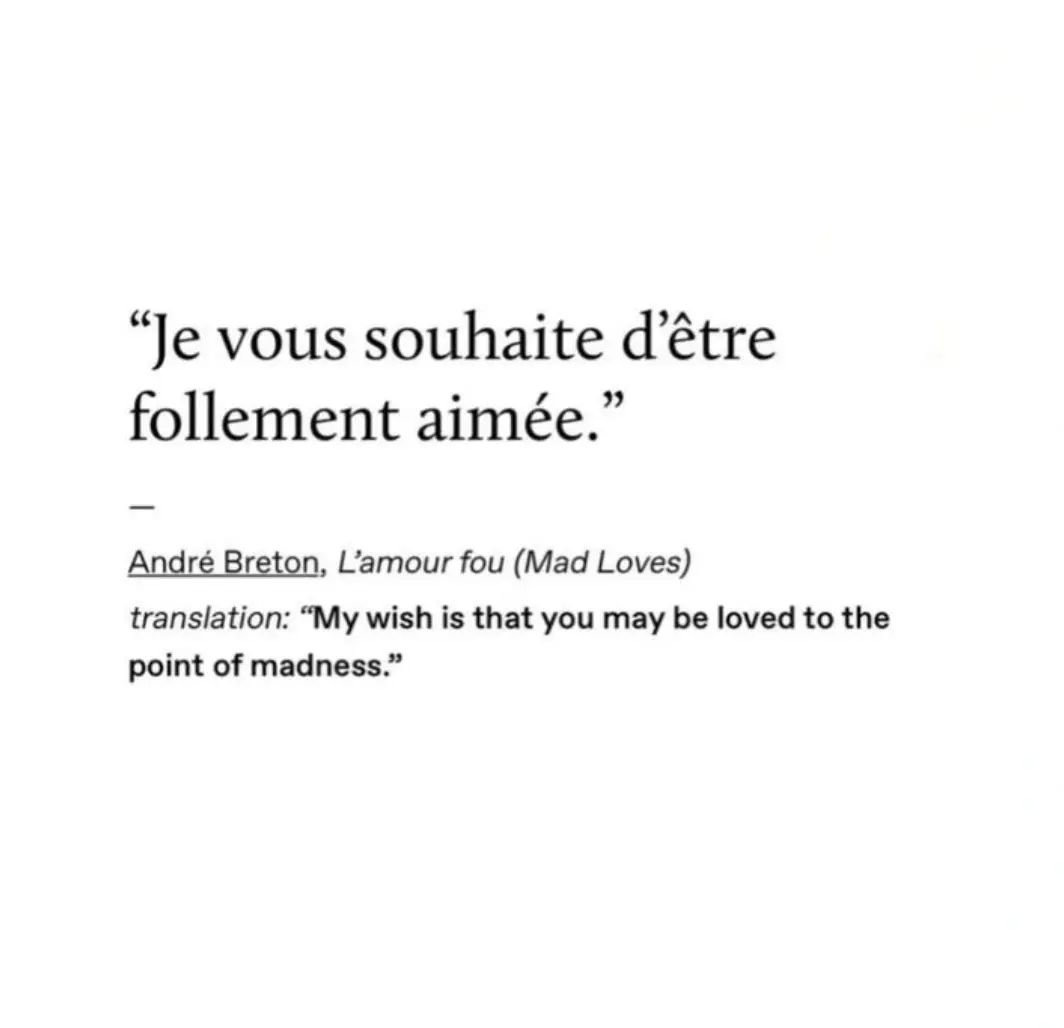 “Je vous souhaite d’être
follement aimée.”
—
André Breton, L’amour fou (Mad Loves)
translation: “My wish is that you may be loved to the
point of madness.”